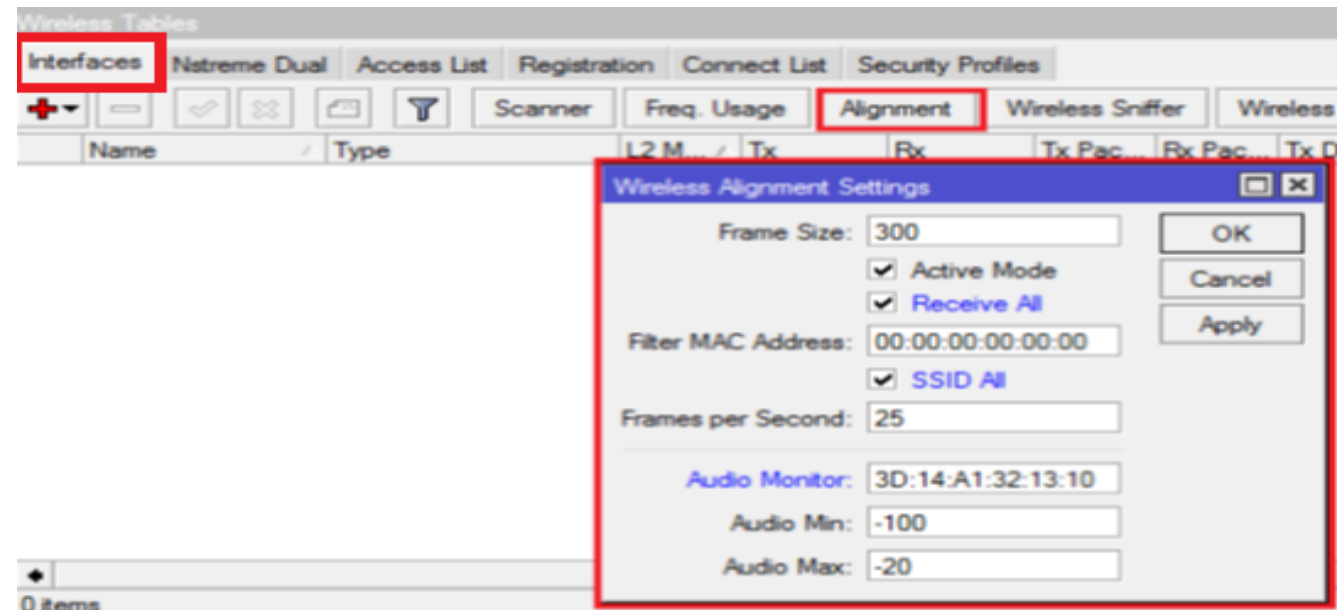 Wireless Tables
Interfaces Nstreme Dual Access List Registration Connect List Security Profiles
Scanner Freq. Usage Alignment Wireless Sniffer Wireless
Name Type L2 M... Tx Rx Tx Pac... Rx Pac... Tx D
Wireless Alignment Settings
Frame Size: 300 OK
Active Mode Cancel
Receive All
Filter MAC Address: 00:00:00:00:00:00 Apply
SSID All
Frames per Second: 25
Audio Monitor: 3D:14:A1:32:13:10
Audio Min: -100
Audio Max: -20
0 items